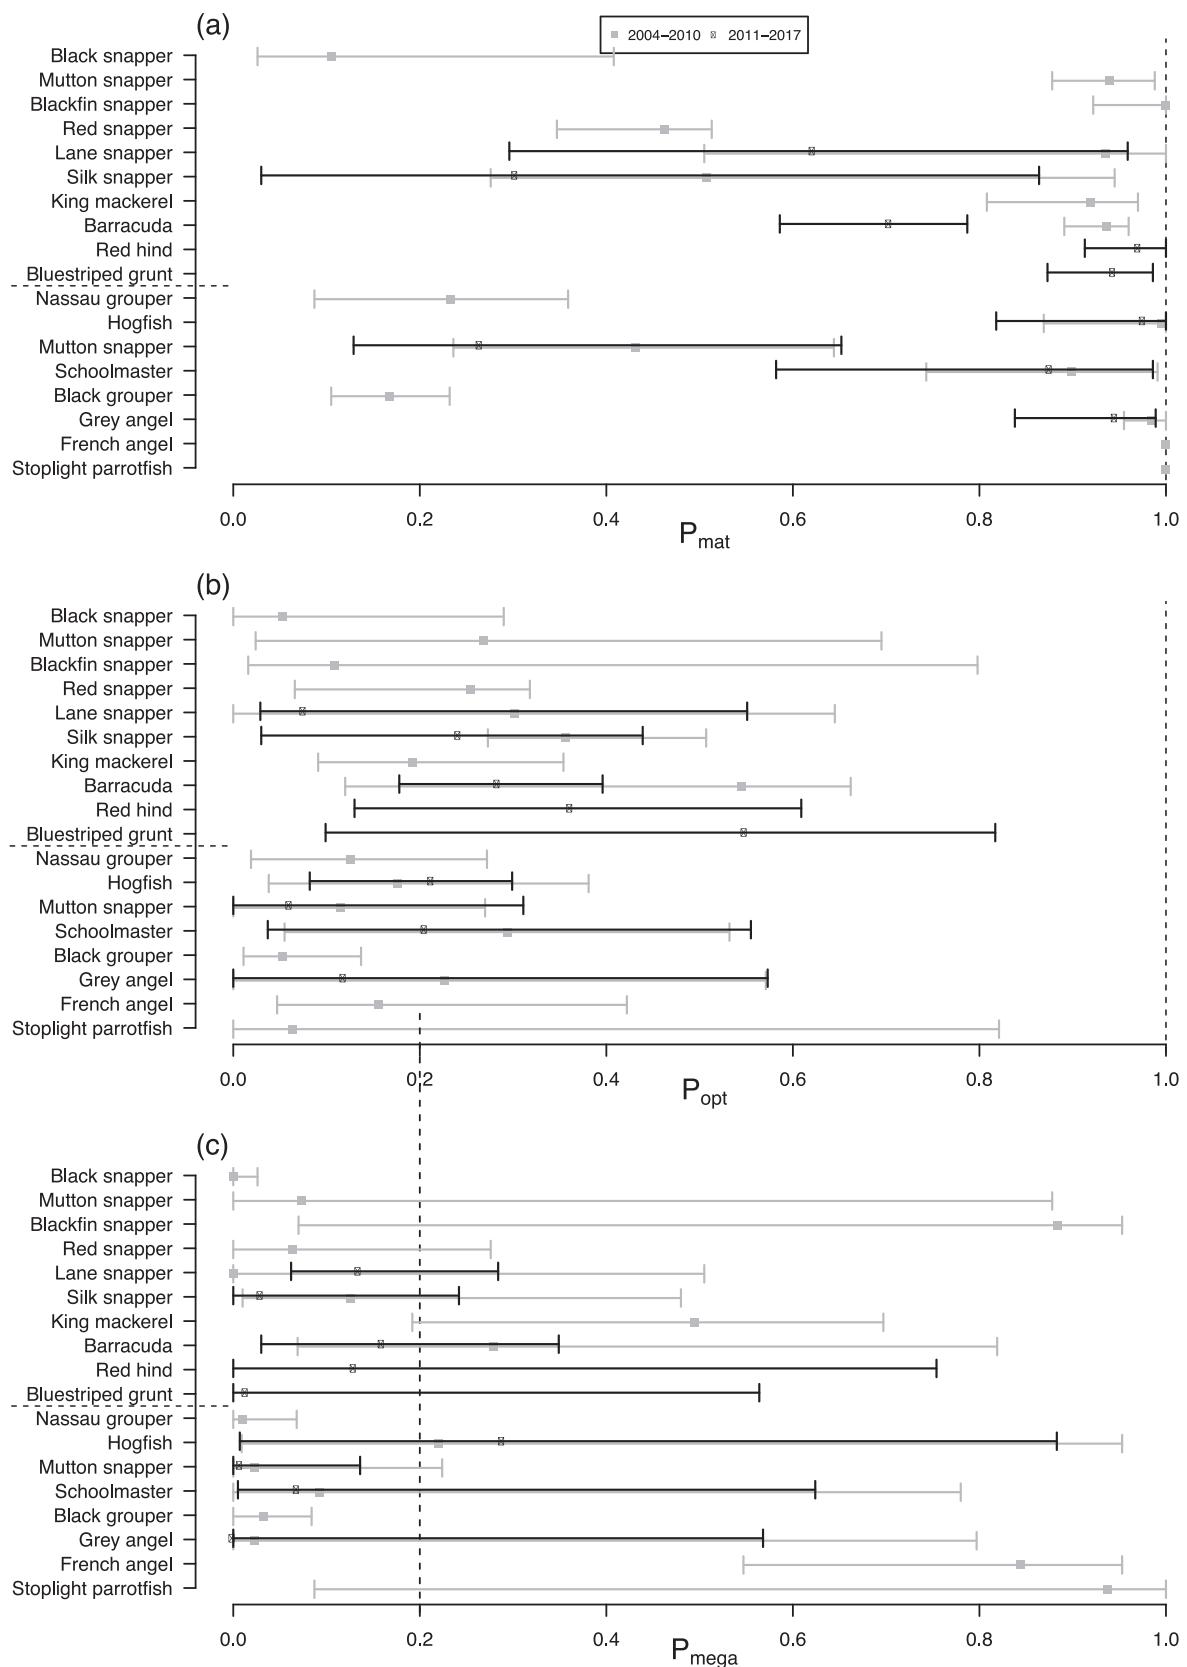 (a)
2004–2010 2011–2017
Black snapper
Mutton snapper
Blackfin snapper
Red snapper
Lane snapper
Silk snapper
King mackerel
Barracuda
Red hind
Bluestriped grunt
Nassau grouper
Hogfish
Mutton snapper
Schoolmaster
Black grouper
Grey angel
French angel
Stoplight parrotfish
0.0 0.2 0.4 0.6 0.8 1.0
Pmat
(b)
Black snapper
Mutton snapper
Blackfin snapper
Red snapper
Lane snapper
Silk snapper
King mackerel
Barracuda
Red hind
Bluestriped grunt
Nassau grouper
Hogfish
Mutton snapper
Schoolmaster
Black grouper
Grey angel
French angel
Stoplight parrotfish
0.0 0.2 0.4 0.6 0.8 1.0
Popt
(c)
Black snapper
Mutton snapper
Blackfin snapper
Red snapper
Lane snapper
Silk snapper
King mackerel
Barracuda
Red hind
Bluestriped grunt
Nassau grouper
Hogfish
Mutton snapper
Schoolmaster
Black grouper
Grey angel
French angel
Stoplight parrotfish
0.0 0.2 0.4 0.6 0.8 1.0
Pmega